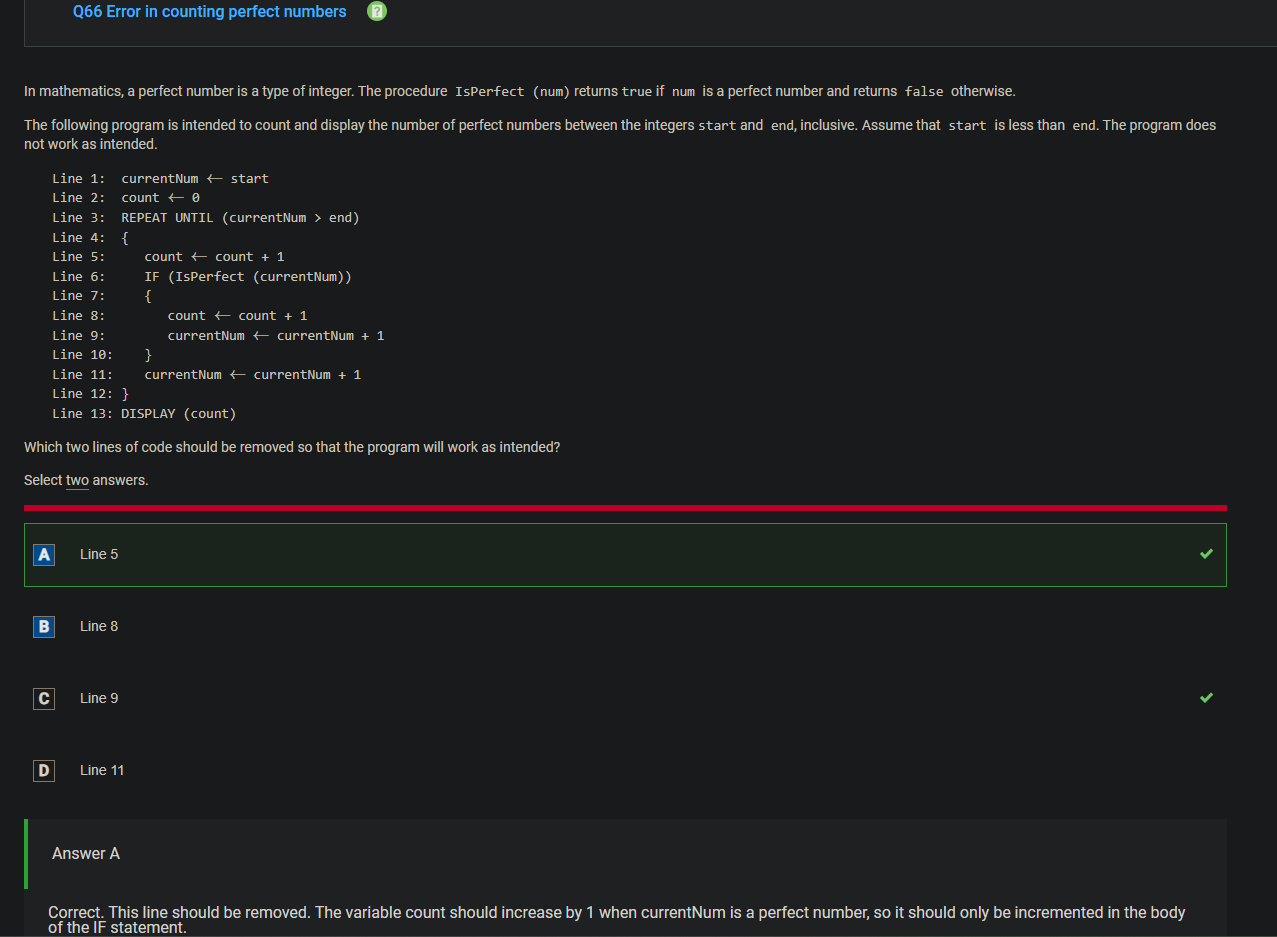 Q66 Error in counting perfect numbers ?
In mathematics, a perfect number is a type of integer. The procedure IsPerfect (num) returns true if num is a perfect number and returns false otherwise.
The following program is intended to count and display the number of perfect numbers between the integers start and end, inclusive. Assume that start is less than end. The program does
not work as intended.
Line 1: currentNum ← start
Line 2: count ← 0
Line 3: REPEAT UNTIL (currentNum > end)
Line 4: {
Line 5: count ← count + 1
Line 6: IF (IsPerfect (currentNum))
Line 7: {
Line 8: count ← count + 1
Line 9: currentNum ← currentNum + 1
Line 10: }
Line 11: currentNum ← currentNum + 1
Line 12: }
Line 13: DISPLAY (count)
Which two lines of code should be removed so that the program will work as intended?
Select two answers.
A Line 5
B Line 8
C Line 9
D Line 11
Answer A
Correct. This line should be removed. The variable count should increase by 1 when currentNum is a perfect number, so it should only be incremented in the body
of the IF statement.